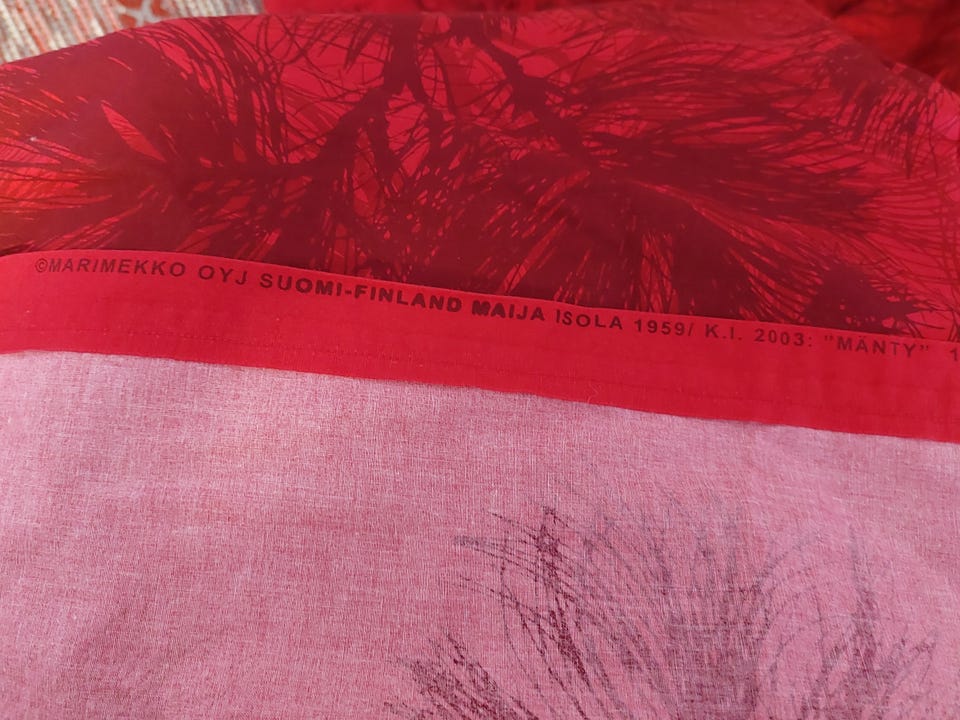 ©MARIMEKKO OYJ SUOMI-FINLAND MAIJA ISOLA 1959/ K.I. 2003: "MÄNTY"